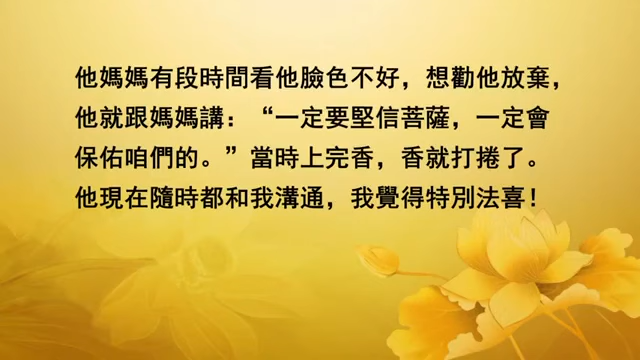 他媽媽有段時間看他臉色不好，想勸他放棄，
他就跟媽媽講：“一定要堅信菩薩，一定會
保佑咱們的。”當時上完香，香就打捲了。
他現在隨時都和我溝通，我覺得特別法喜！